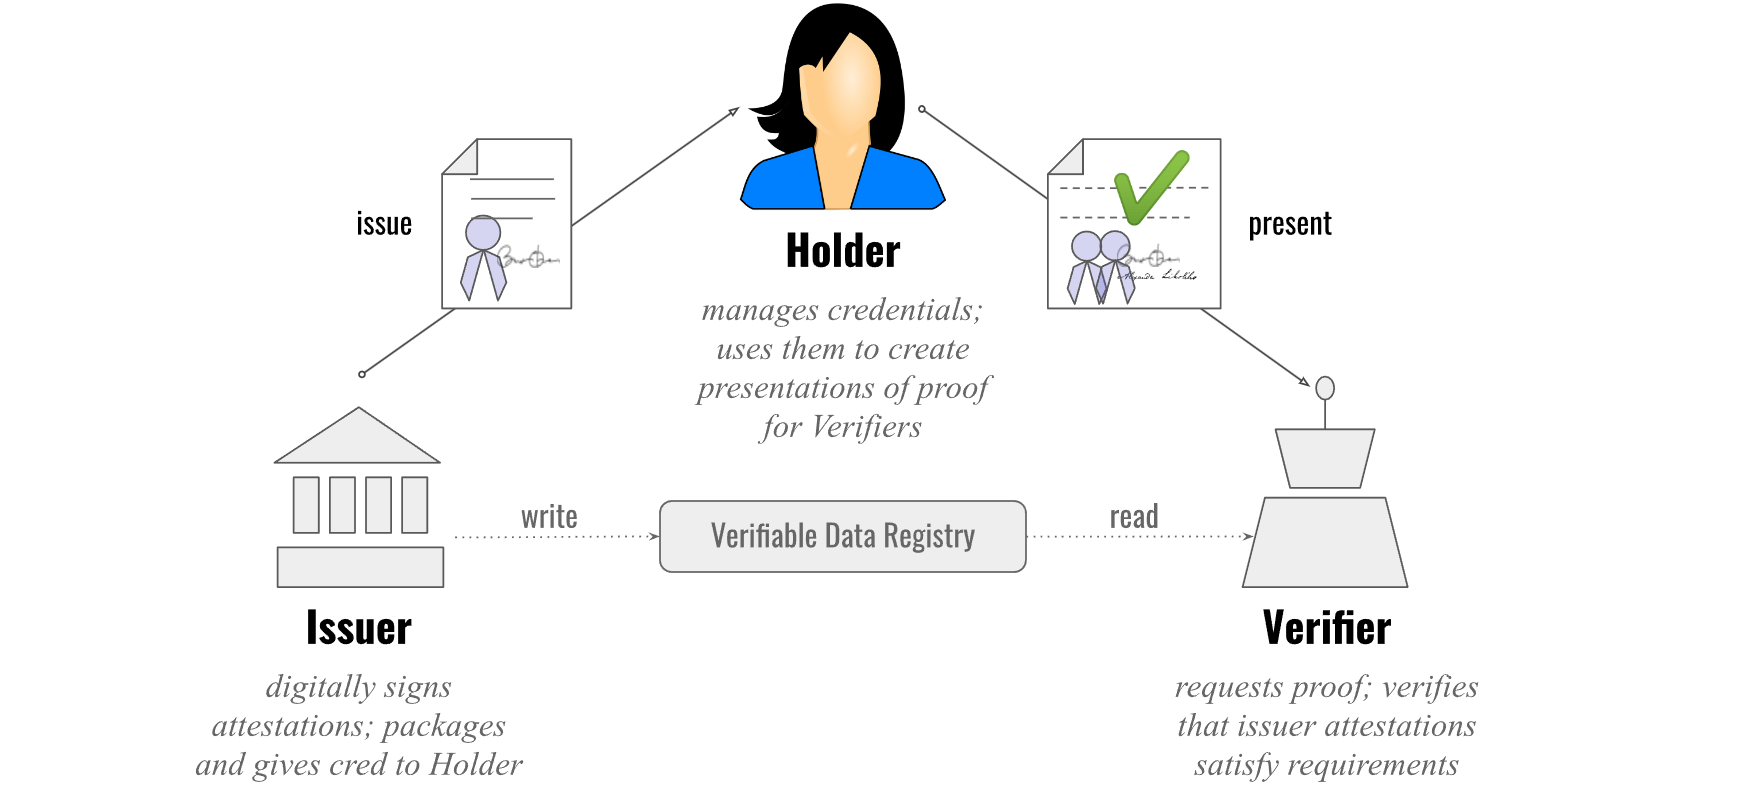 issue
present
Holder
manages credentials;
uses them to create
presentations of proof
for Verifiers
write
Verifiable Data Registry
read
Issuer
digitally signs
attestations; packages
and gives cred to Holder
Verifier
requests proof; verifies
that issuer attestations
satisfy requirements